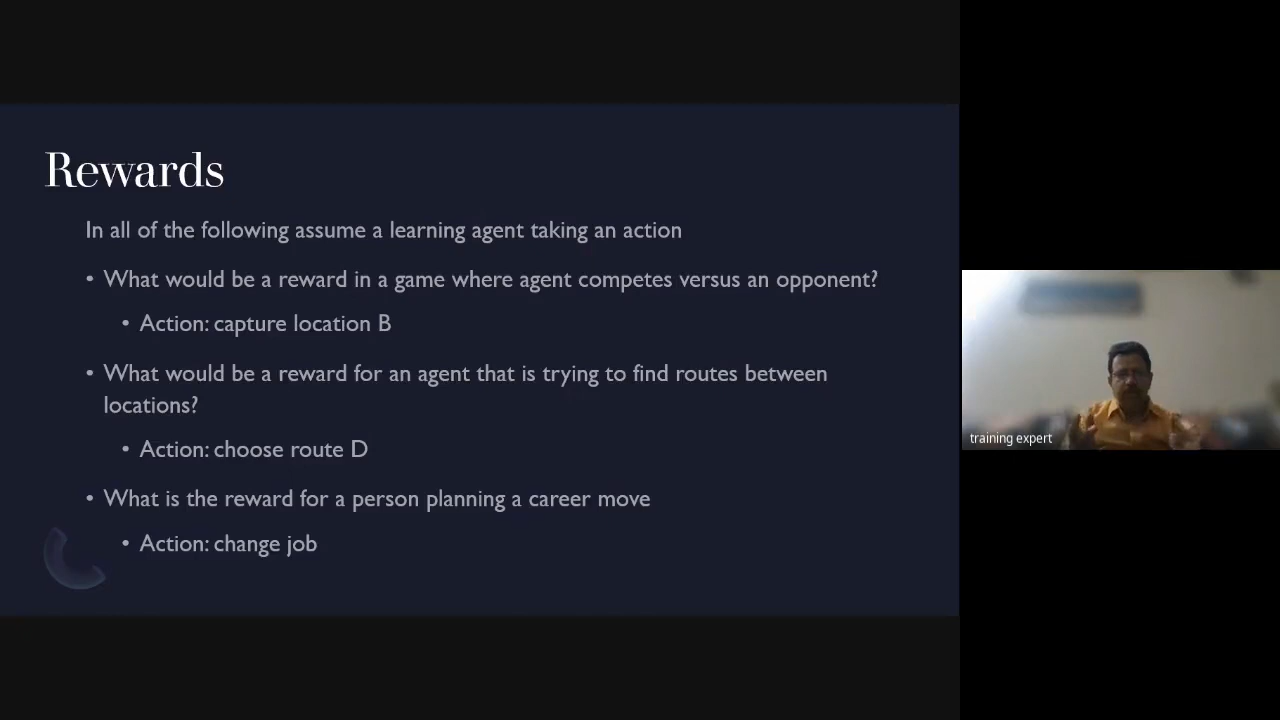 Rewards
In all of the following assume a learning agent taking an action
• What would be a reward in a game where agent competes versus an opponent?
• Action: capture location B
• What would be a reward for an agent that is trying to find routes between
locations?
• Action: choose route D
• What is the reward for a person planning a career move
• Action: change job
training expert